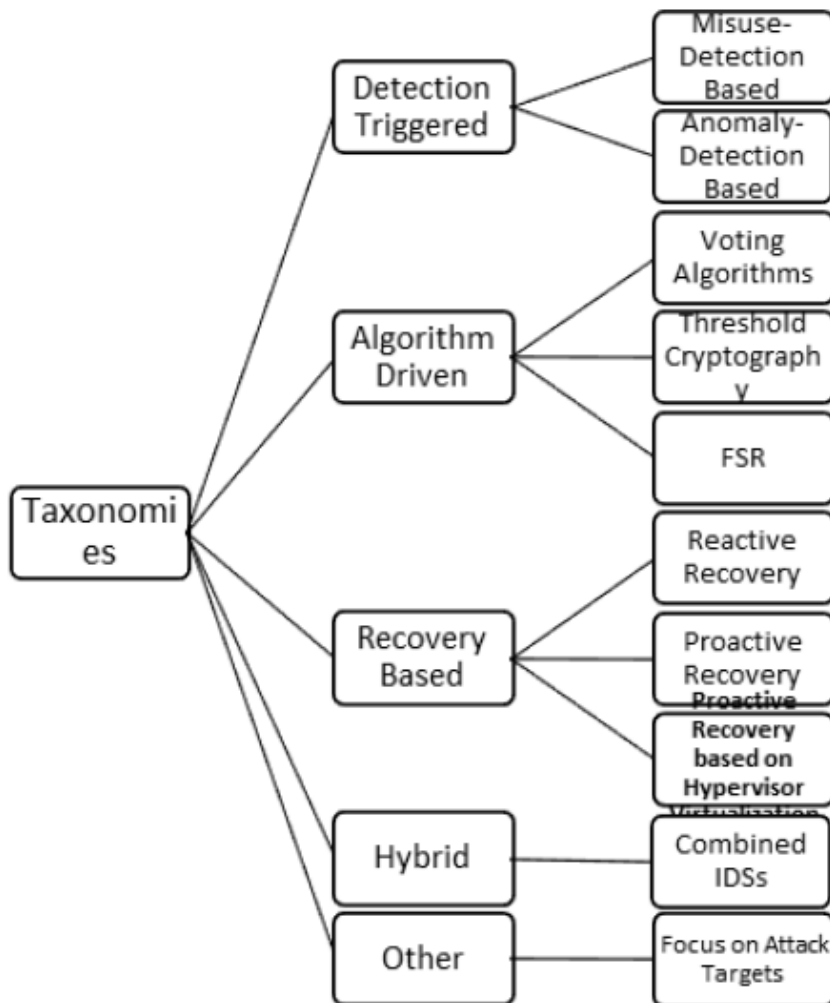 Misuse-
Detection
Based
Detection
Triggered
Anomaly-
Detection
Based
Voting
Algorithms
Algorithm
Driven
Threshold
Cryptograph
y
FSR
Taxonomi
es
Reactive
Recovery
Recovery
Based
Proactive
Recovery
Proactive
Recovery
based on
Hypervisor
Virtualization
Hybrid
Combined
IDSs
Other
Focus on Attack
Targets